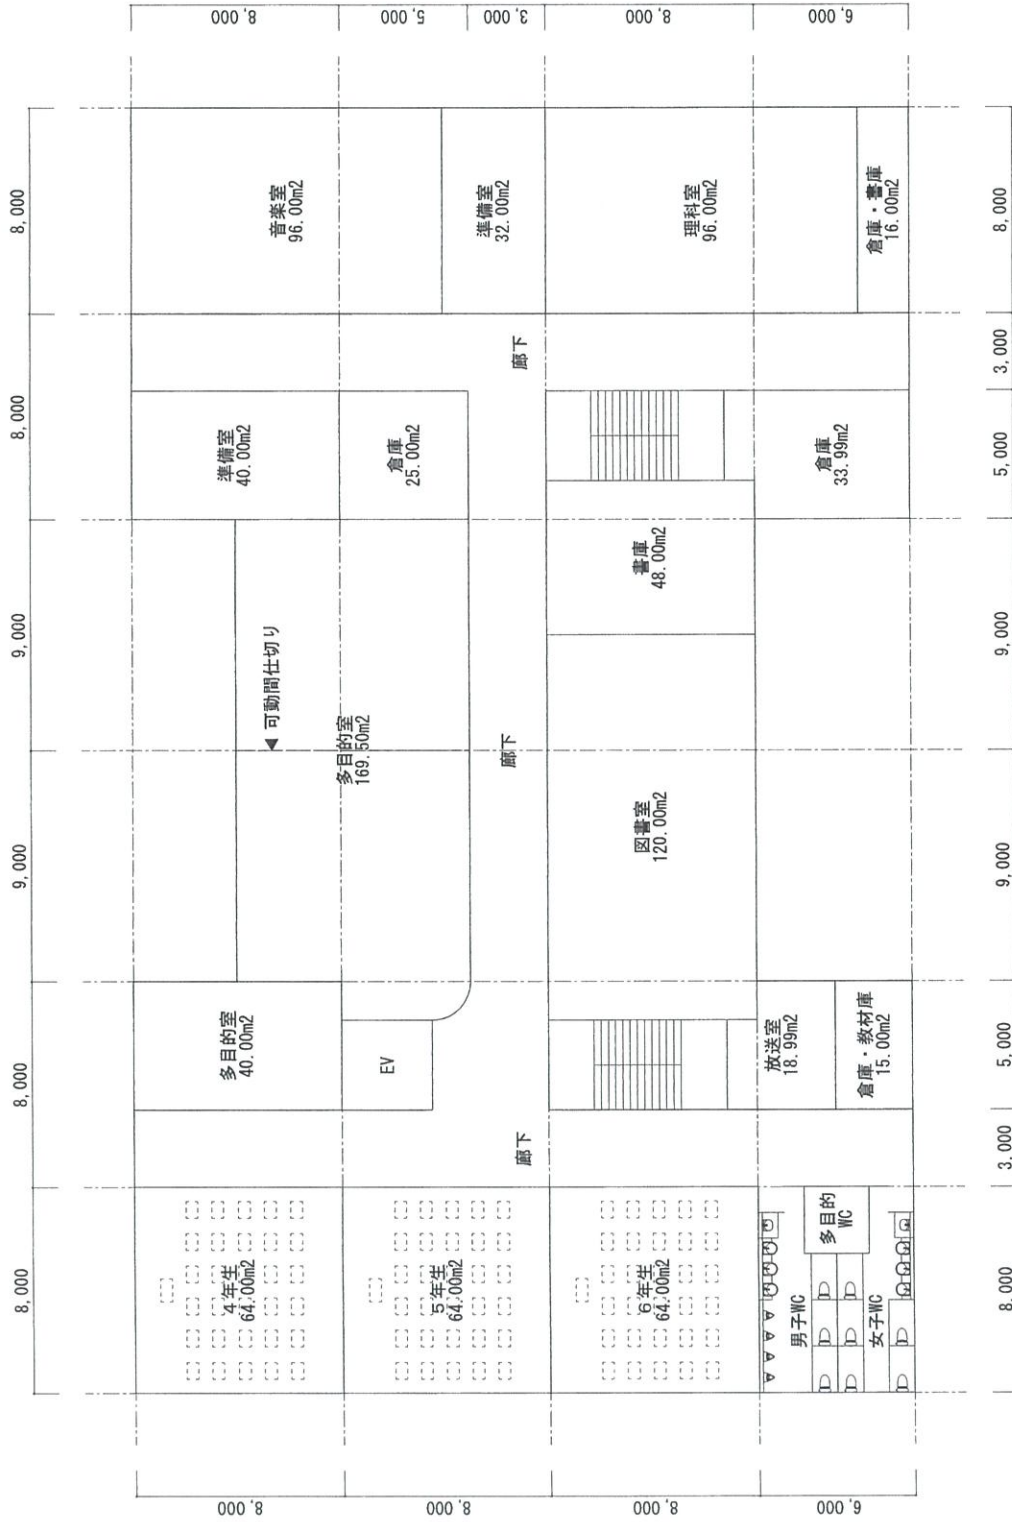 8,000
8,000
9,000
9,000
8,000
8,000
8,000
8,000
8,000
6,000
8,000
5,000
3,000
8,000
6,000
4年生
64.00m2
多目的室
40.00m2
可動間仕切り
準備室
40.00m2
音楽室
96.00m2
5年生
64.00m2
EV
多目的室
169.50m2
倉庫
25.00m2
準備室
32.00m2
廊下
廊下
廊下
6年生
64.00m2
図書室
120.00m2
書庫
48.00m2
理科室
96.00m2
男子WC
多目的
WC
女子WC
放送室
18.99m2
倉庫・教材庫
15.00m2
倉庫
33.99m2
倉庫・書庫
16.00m2
8,000
3.000
5,000
9,000
9,000
5,000
3,000
8,000